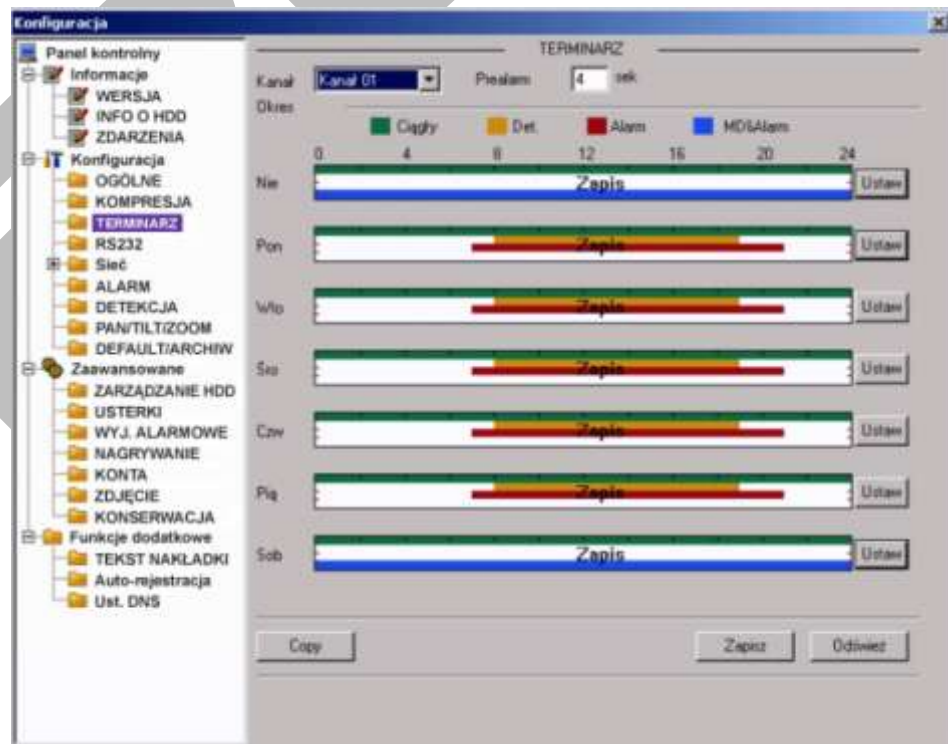 Konfiguracja
Panel kontrolny
Informacje
WERSJA
INFO O HDD
ZDARZENIA
Konfiguracja
OGÓLNE
KOMPRESJA
TERMINARZ
RS232
Sieć
ALARM
DETEKCJA
PAN/TILT/ZOOM
DEFAULT/ARCHIW
Zaawansowane
ZARZĄDZANIE HDD
USTERKI
WYJ. ALARMOWE
NAGRYWANIE
KONTA
ZDJĘCIE
KONSERWACJA
Funkcje dodatkowe
TEKST NAKŁADKI
Auto-rejestracja
Ust. DNS
TERMINARZ
Kanał Kanał 01 Prealarm 4 sek
Okres
Ciągły Det. Alarm MD&Alarm
0 4 8 12 16 20 24
Nie Zapis Ustaw
Pon Zapis Ustaw
Wto Zapis Ustaw
Śro Zapis Ustaw
Czw Zapis Ustaw
Pią Zapis Ustaw
Sob Zapis Ustaw
Copy Zapisz Odśwież